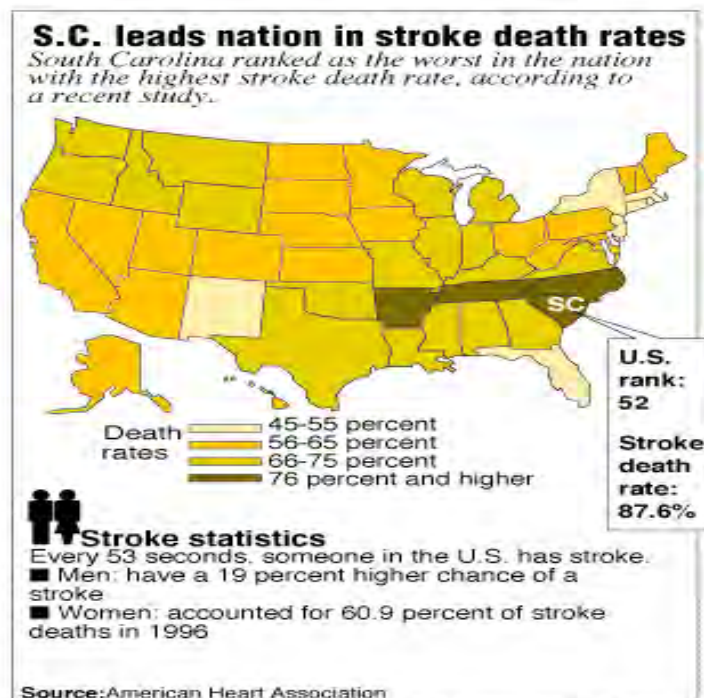 S.C. leads nation in stroke death rates
South Carolina ranked as the worst in the nation
with the highest stroke death rate, according to
a recent study.
SC
U.S.
rank:
52
Stroke
death
rate:
87.6%
Death
rates
45-55 percent
56-65 percent
66-75 percent
76 percent and higher
Stroke statistics
Every 53 seconds, someone in the U.S. has stroke.
■ Men: have a 19 percent higher chance of a
stroke
■ Women: accounted for 60.9 percent of stroke
deaths in 1996
Source:American Heart Association